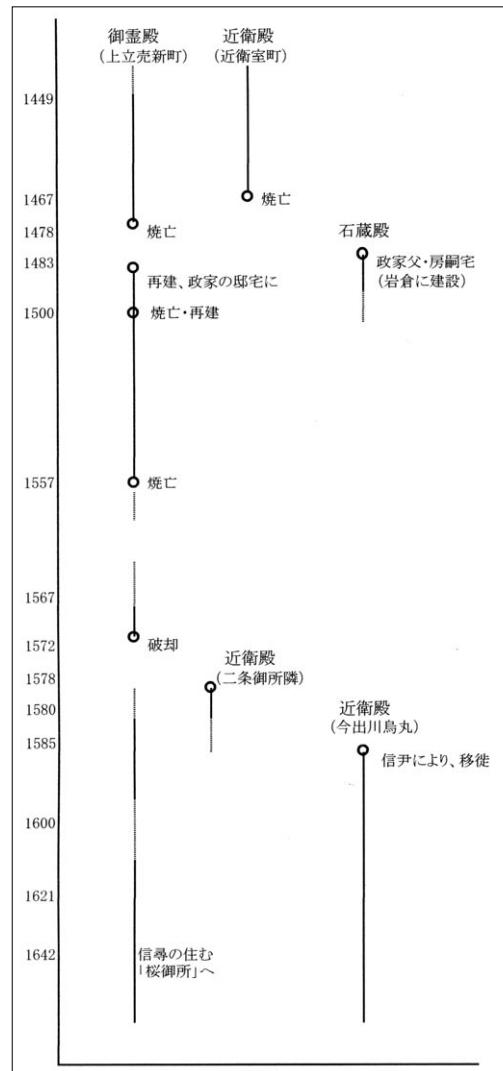 御霊殿
(上立売新町)
近衛殿
(近衛室町)
1449
1467
焼亡
1478
焼亡
石蔵殿
1483
再建、政家の邸宅に
政家父・房嗣宅
(岩倉に建設)
1500
焼亡・再建
1557
焼亡
1567
1572
破却
近衛殿
(二条御所隣)
1578
1580
近衛殿
(今出川烏丸)
1585
信尹により、移徙
1600
1621
1642
信尋の住む
「桜御所」へ